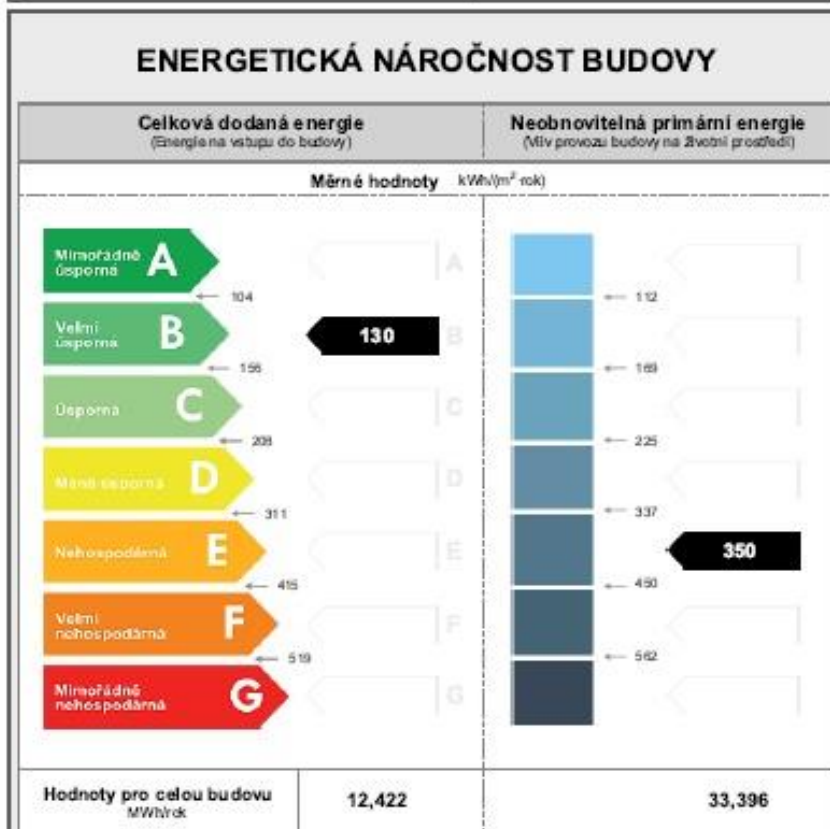 ENERGETICKÁ NÁROČNOST BUDOVY
Celková dodaná energie
(Energie na vstupu do budovy)
Neobnovitelná primární energie
(Vliv provozu budovy na životní prostředí)
Měrné hodnoty kWh/(m² rok)
Mimořádně úsporná A
104
Velmi úsporná B
156
Úsporná C
208
Méně úsporná D
311
Nehospodárná E
415
Velmi nehospodárná F
519
Mimořádně nehospodárná G
A
B
C
D
E
F
G
130
112
169
225
337
450
562
350
Hodnoty pro celou budovu
MWh/rok
12,422
33,396